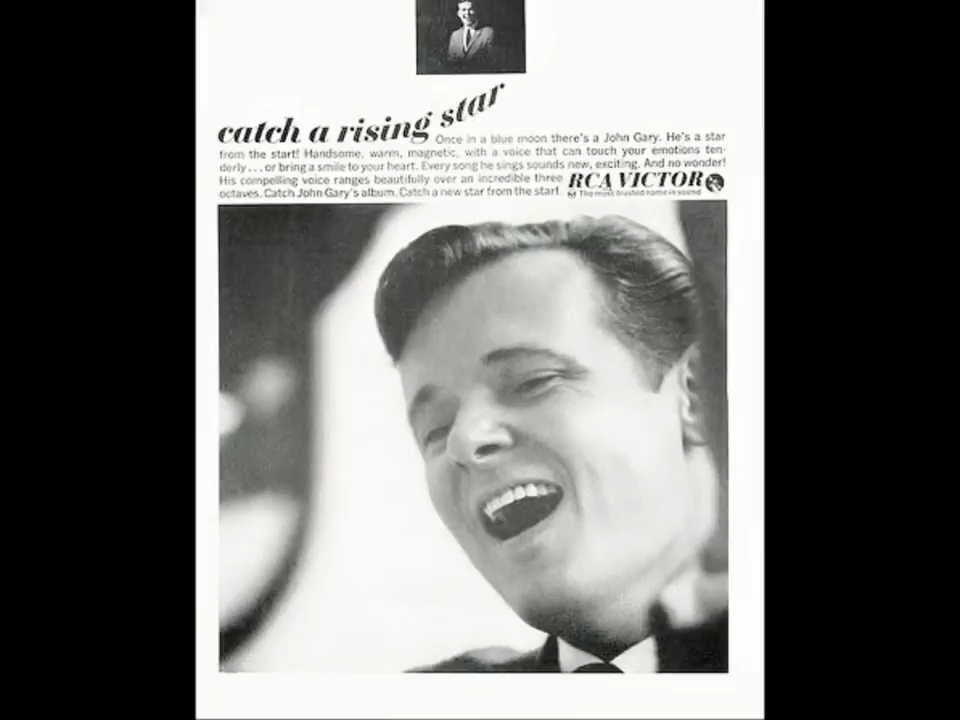 catch a rising star
Once in a blue moon there's a John Gary. He's a star
from the start! Handsome, warm, magnetic, with a voice that can touch your emotions ten-
derly...or bring a smile to your heart. Every song he sings sounds new, exciting. And no wonder!
His compelling voice ranges beautifully over an incredible three
octaves. Catch John Gary's album. Catch a new star from the start!
RCA VICTOR
The most trusted name in sound